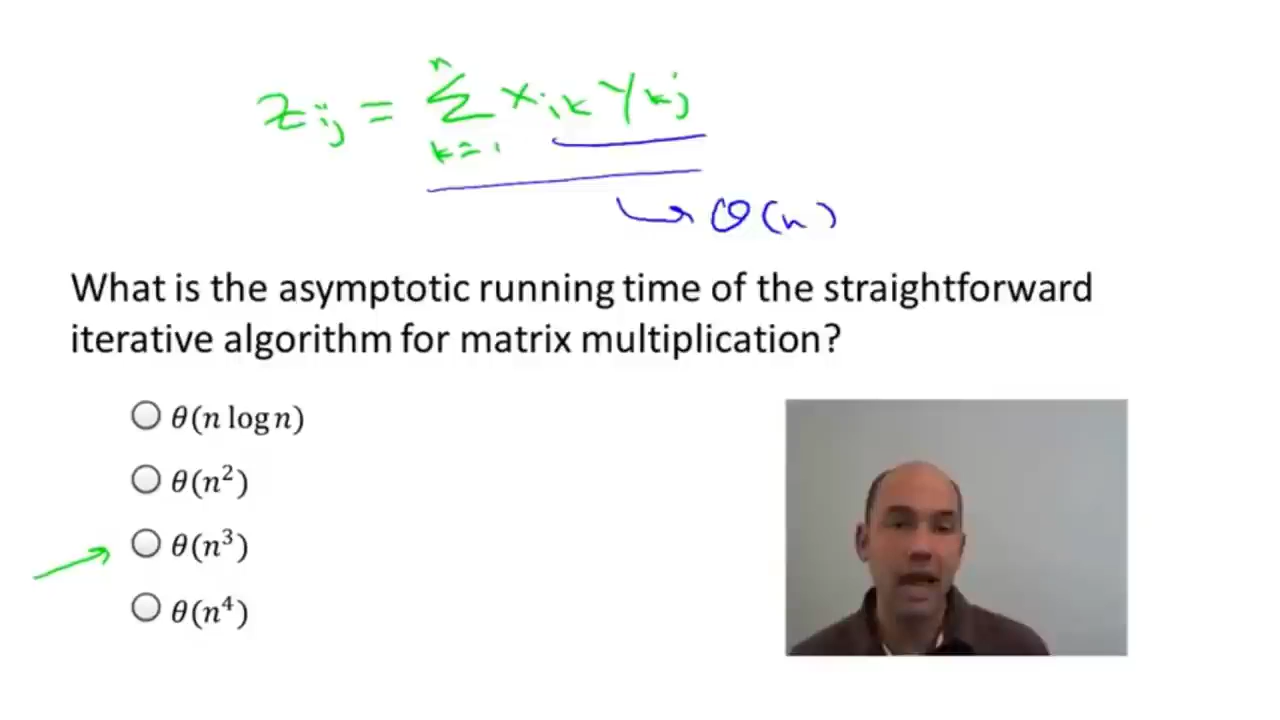 z_ij = Σ_{k=1}^{n} x_ik y_kj
Θ(n)
What is the asymptotic running time of the straightforward
iterative algorithm for matrix multiplication?
θ(n log n)
θ(n²)
θ(n³)
θ(n⁴)